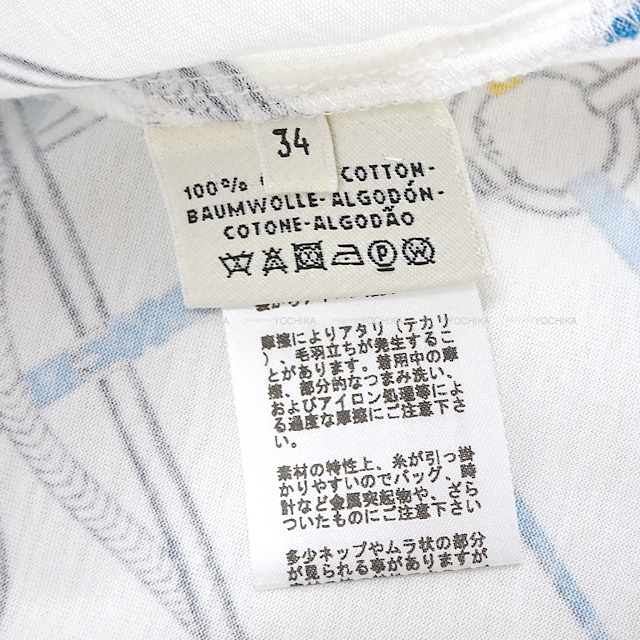 34
100% COTTON-
BAUMWOLLE-ALGODÓN-
COTONE-ALGODÃO
P W
YOCHIKA
YOCHIKA
摩擦によりアタリ（テカリ
）、毛羽立ちが発生するこ
とがあります。着用中の摩
擦、部分的なつまみ洗い、
およびアイロン処理等によ
る過度な摩擦にご注意下さ
い。
素材の特性上、糸が引っ掛
かりやすいのでバッグ、時
計など金属突起物や、ざら
ついたものにご注意下さい
多少ネップやムラ状の部分
が見られる事がありますが